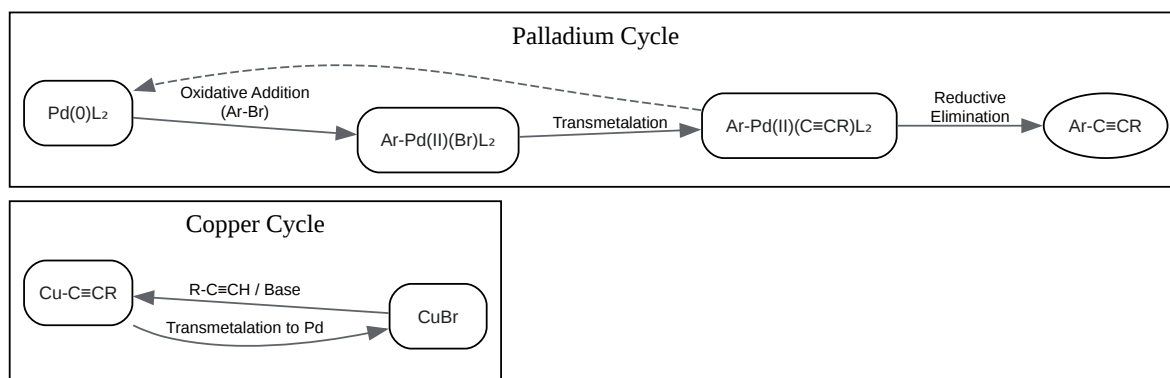 Palladium Cycle
Pd(0)L₂
Oxidative Addition
(Ar-Br)
Ar-Pd(II)(Br)L₂
Transmetalation
Ar-Pd(II)(C≡CR)L₂
Reductive
Elimination
Ar-C≡CR
Copper Cycle
Cu-C≡CR
R-C≡CH / Base
Transmetalation to Pd
CuBr